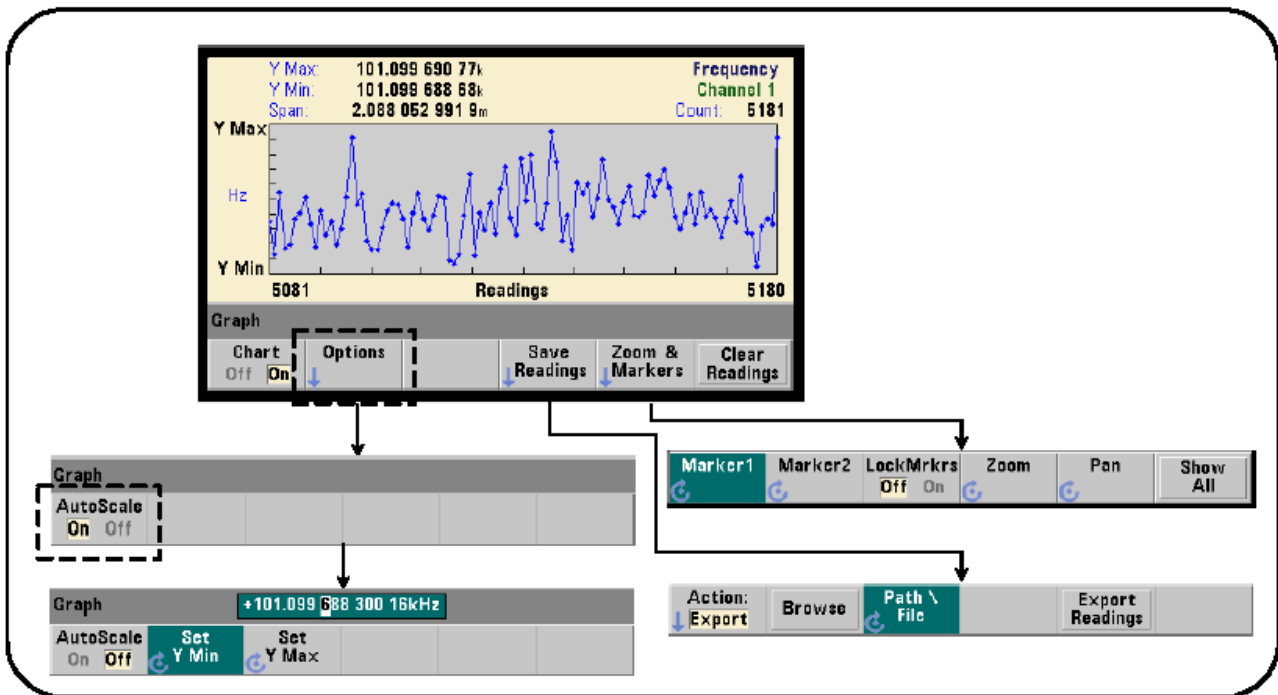 Y Max: 101.099 690 77k Frequency
Y Min: 101.099 688 68k Channel 1
Span: 2.088 052 991 9m Count: 5181
Y Max
Hz
Y Min
5081 Readings 5180
Graph
Chart Options Save Zoom & Clear
Off On Readings Markers Readings
Graph
AutoScale
On Off
Marker1 Marker2 LockMrkrs Zoom Pan Show
Off On All
Graph +101.099 688 300 16kHz
AutoScale Set Set
On Off Y Min Y Max
Action: Browse Path \ Export
Export File Readings